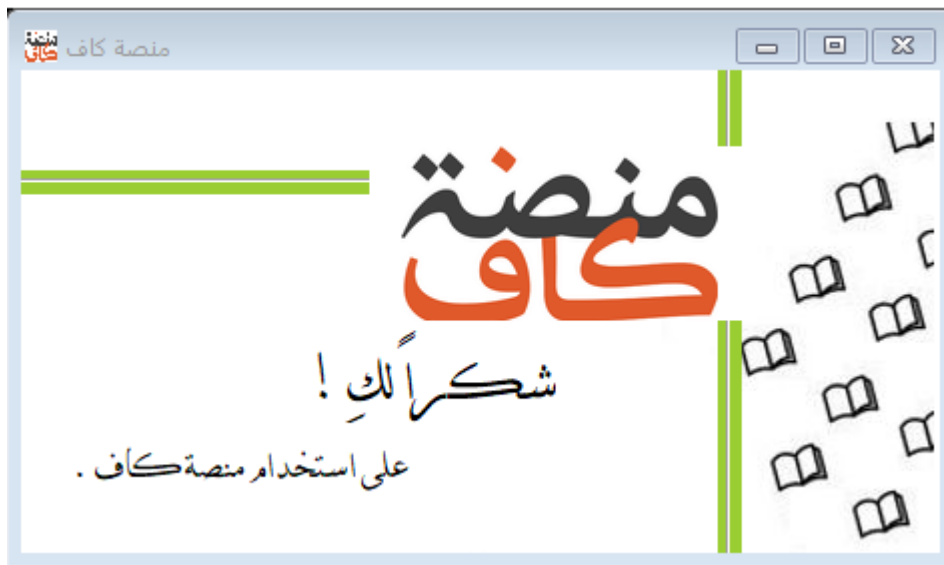 منصة كاف
منصة
كاف
شكراً لكِ !
على استخدام منصة كاف .